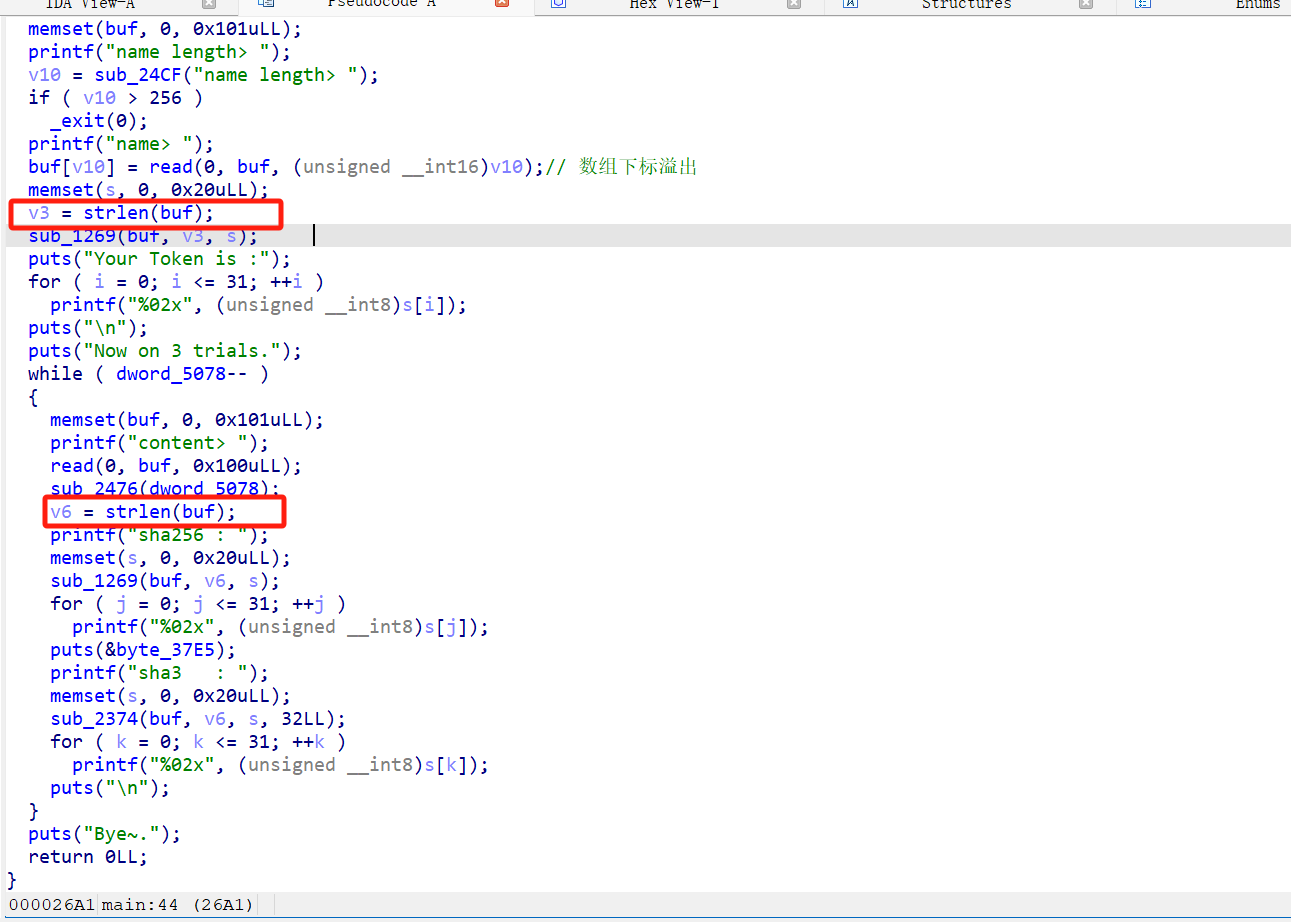 IDA View-A Pseudocode A Hex View-1 Structures Enums
memset(buf, 0, 0x101uLL);
printf("name length> ");
v10 = sub_24CF("name length> ");
if ( v10 > 256 )
_exit(0);
printf("name> ");
buf[v10] = read(0, buf, (unsigned __int16)v10);// 数组下标溢出
memset(s, 0, 0x20uLL);
v3 = strlen(buf);
sub_1269(buf, v3, s);
puts("Your Token is :");
for ( i = 0; i <= 31; ++i )
printf("%02x", (unsigned __int8)s[i]);
puts("\n");
puts("Now on 3 trials.");
while ( dword_5078-- )
{
memset(buf, 0, 0x101uLL);
printf("content> ");
read(0, buf, 0x100uLL);
sub_2476(dword_5078);
v6 = strlen(buf);
printf("sha256 : ");
memset(s, 0, 0x20uLL);
sub_1269(buf, v6, s);
for ( j = 0; j <= 31; ++j )
printf("%02x", (unsigned __int8)s[j]);
puts(&byte_37E5);
printf("sha3   : ");
memset(s, 0, 0x20uLL);
sub_2374(buf, v6, s, 32LL);
for ( k = 0; k <= 31; ++k )
printf("%02x", (unsigned __int8)s[k]);
puts("\n");
}
puts("Bye~.");
return 0LL;
}
000026A1 main:44 (26A1)